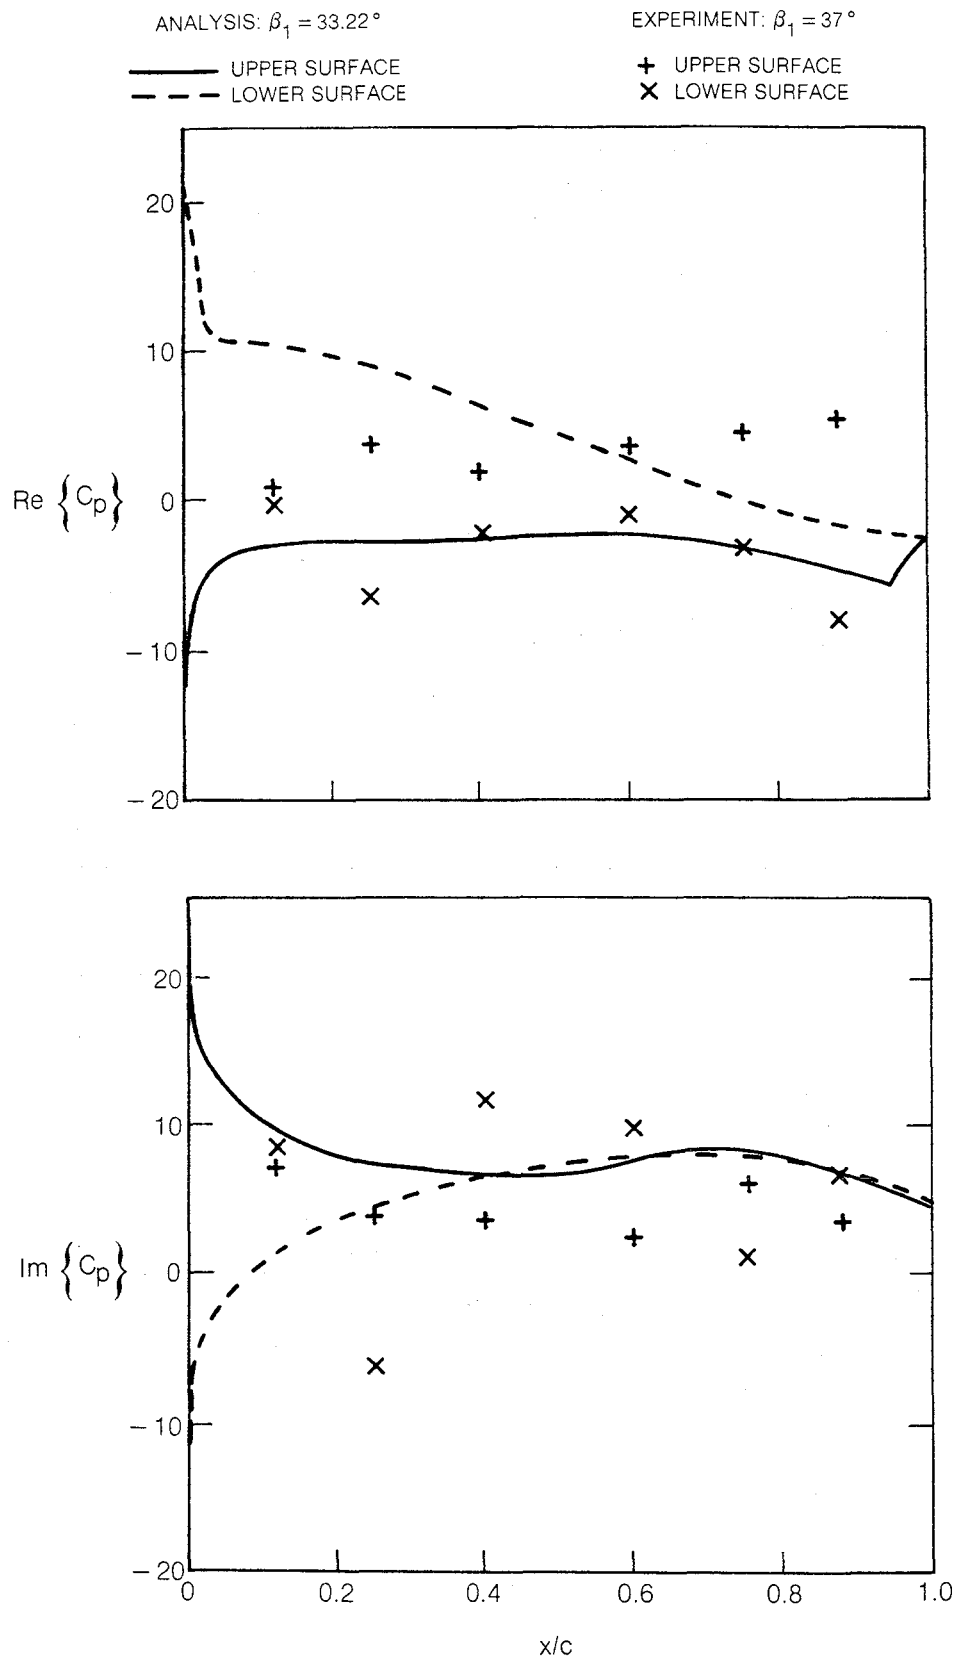 ANALYSIS: β₁ = 33.22° EXPERIMENT: β₁ = 37°
UPPER SURFACE + UPPER SURFACE
LOWER SURFACE × LOWER SURFACE
20
10
Re {Cp} 0
−10
−20
20
10
Im {Cp} 0
−10
−20
0 0.2 0.4 0.6 0.8 1.0
x/c